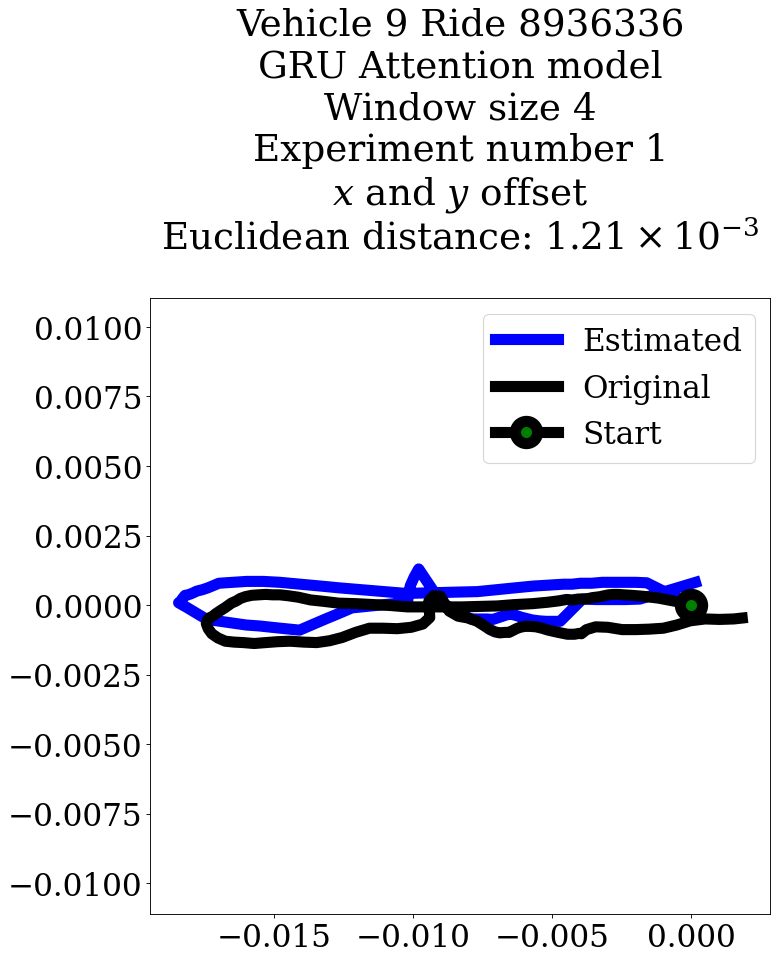 Vehicle 9 Ride 8936336
GRU Attention model
Window size 4
Experiment number 1
x and y offset
Euclidean distance: 1.21 × 10⁻³
Estimated
Original
Start
0.0100
0.0075
0.0050
0.0025
0.0000
−0.0025
−0.0050
−0.0075
−0.0100
−0.015 −0.010 −0.005 0.000